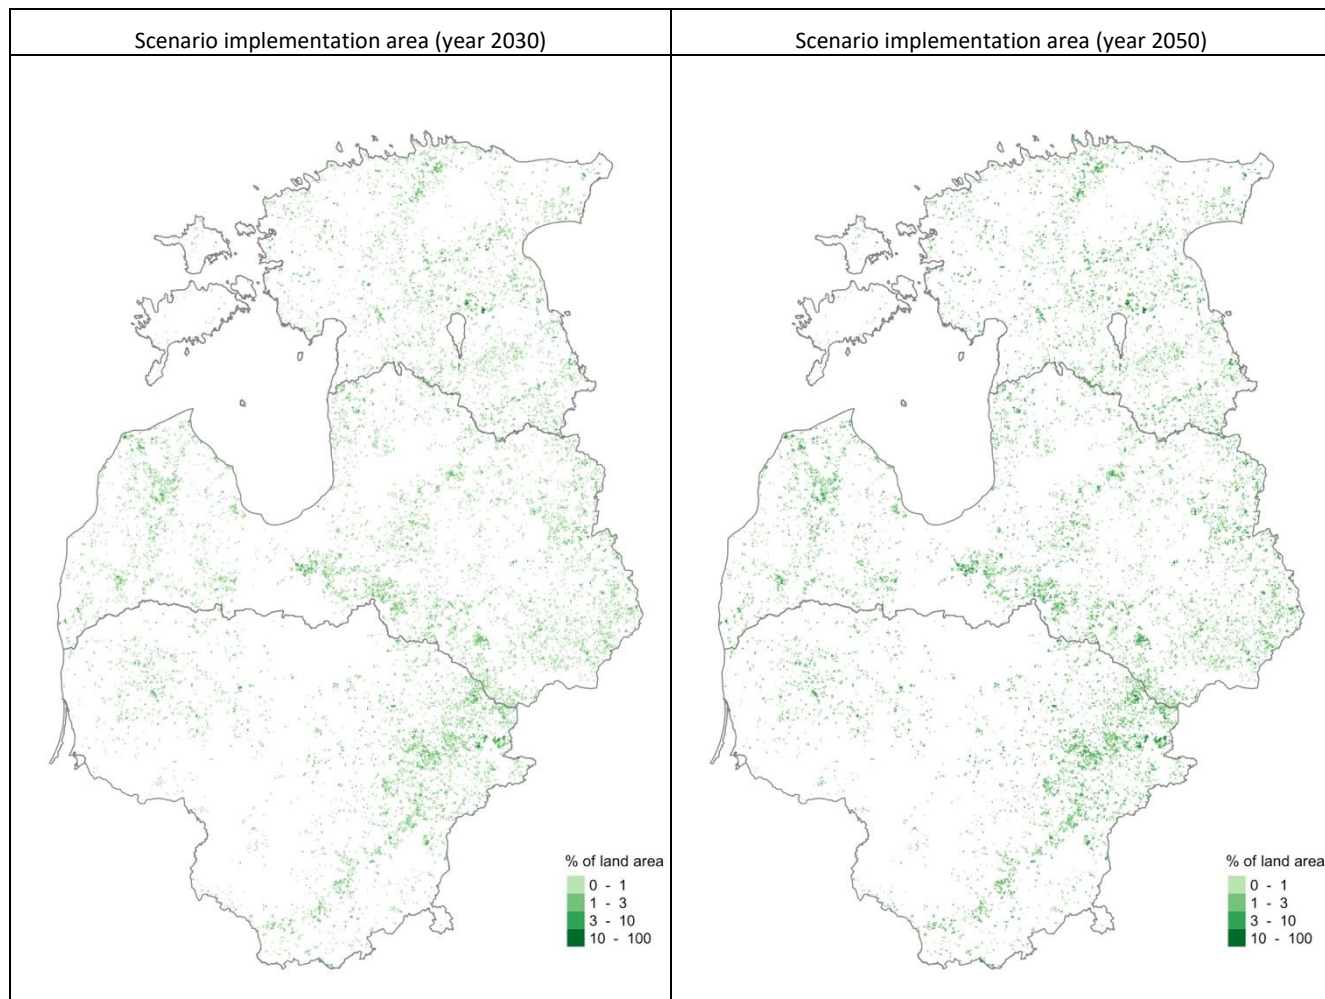 Scenario implementation area (year 2030)
Scenario implementation area (year 2050)
% of land area
0 - 1
1 - 3
3 - 10
10 - 100
% of land area
0 - 1
1 - 3
3 - 10
10 - 100